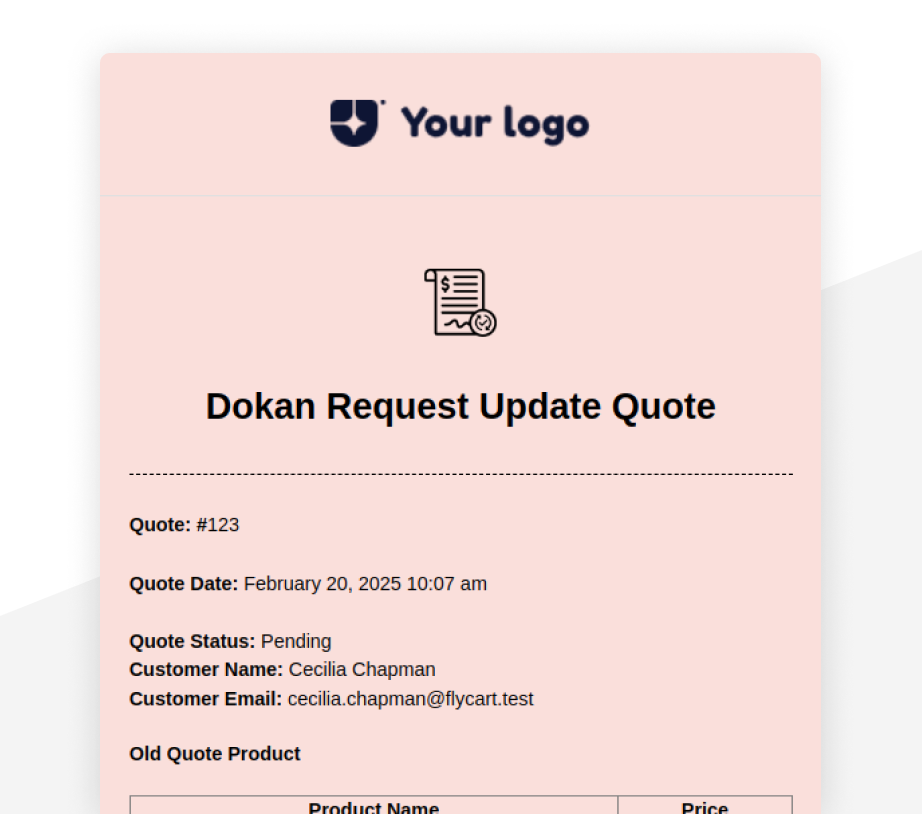 Your logo
$
Dokan Request Update Quote
Quote: #123
Quote Date: February 20, 2025 10:07 am
Quote Status: Pending
Customer Name: Cecilia Chapman
Customer Email: cecilia.chapman@flycart.test
Old Quote Product
Product Name Price